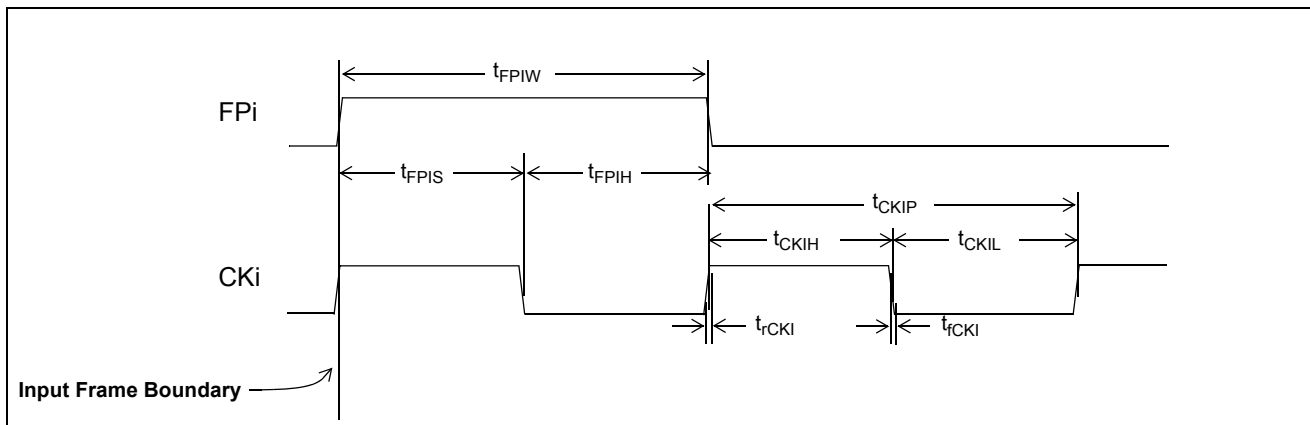 tFPIW
FPi
tFPIS
tFPIH
tCKIP
tCKIH
tCKIL
CKi
trCKI
tfCKI
Input Frame Boundary